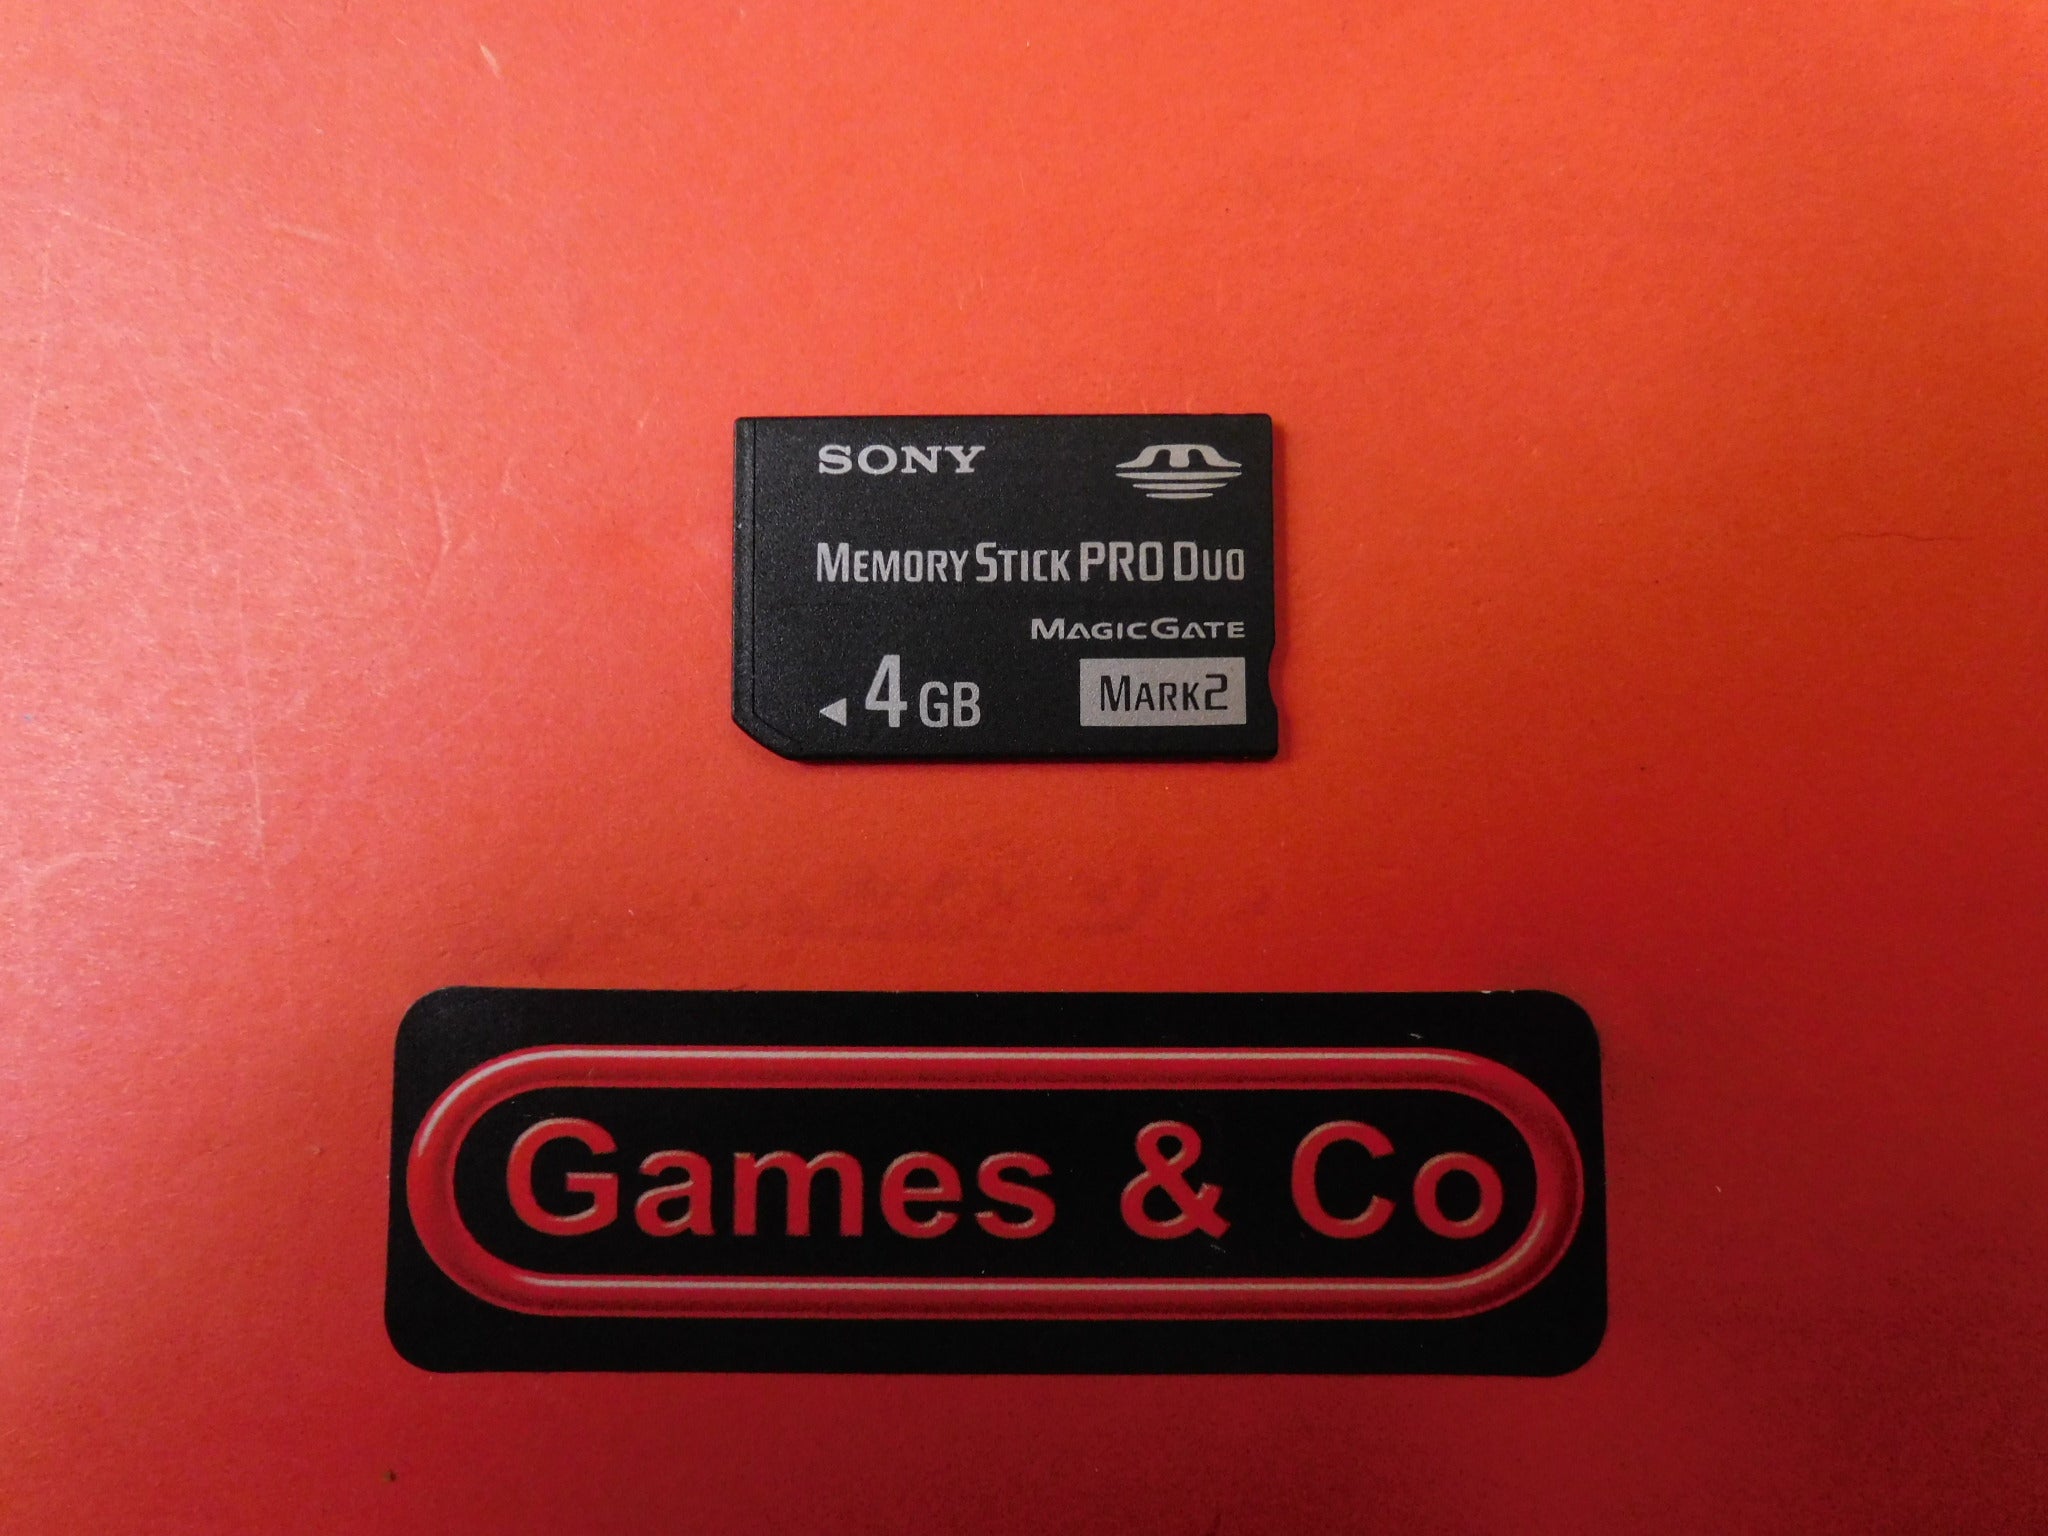 SONY
MEMORY STICK PRO DUO
MAGICGATE
4 GB MARK2
Games & Co